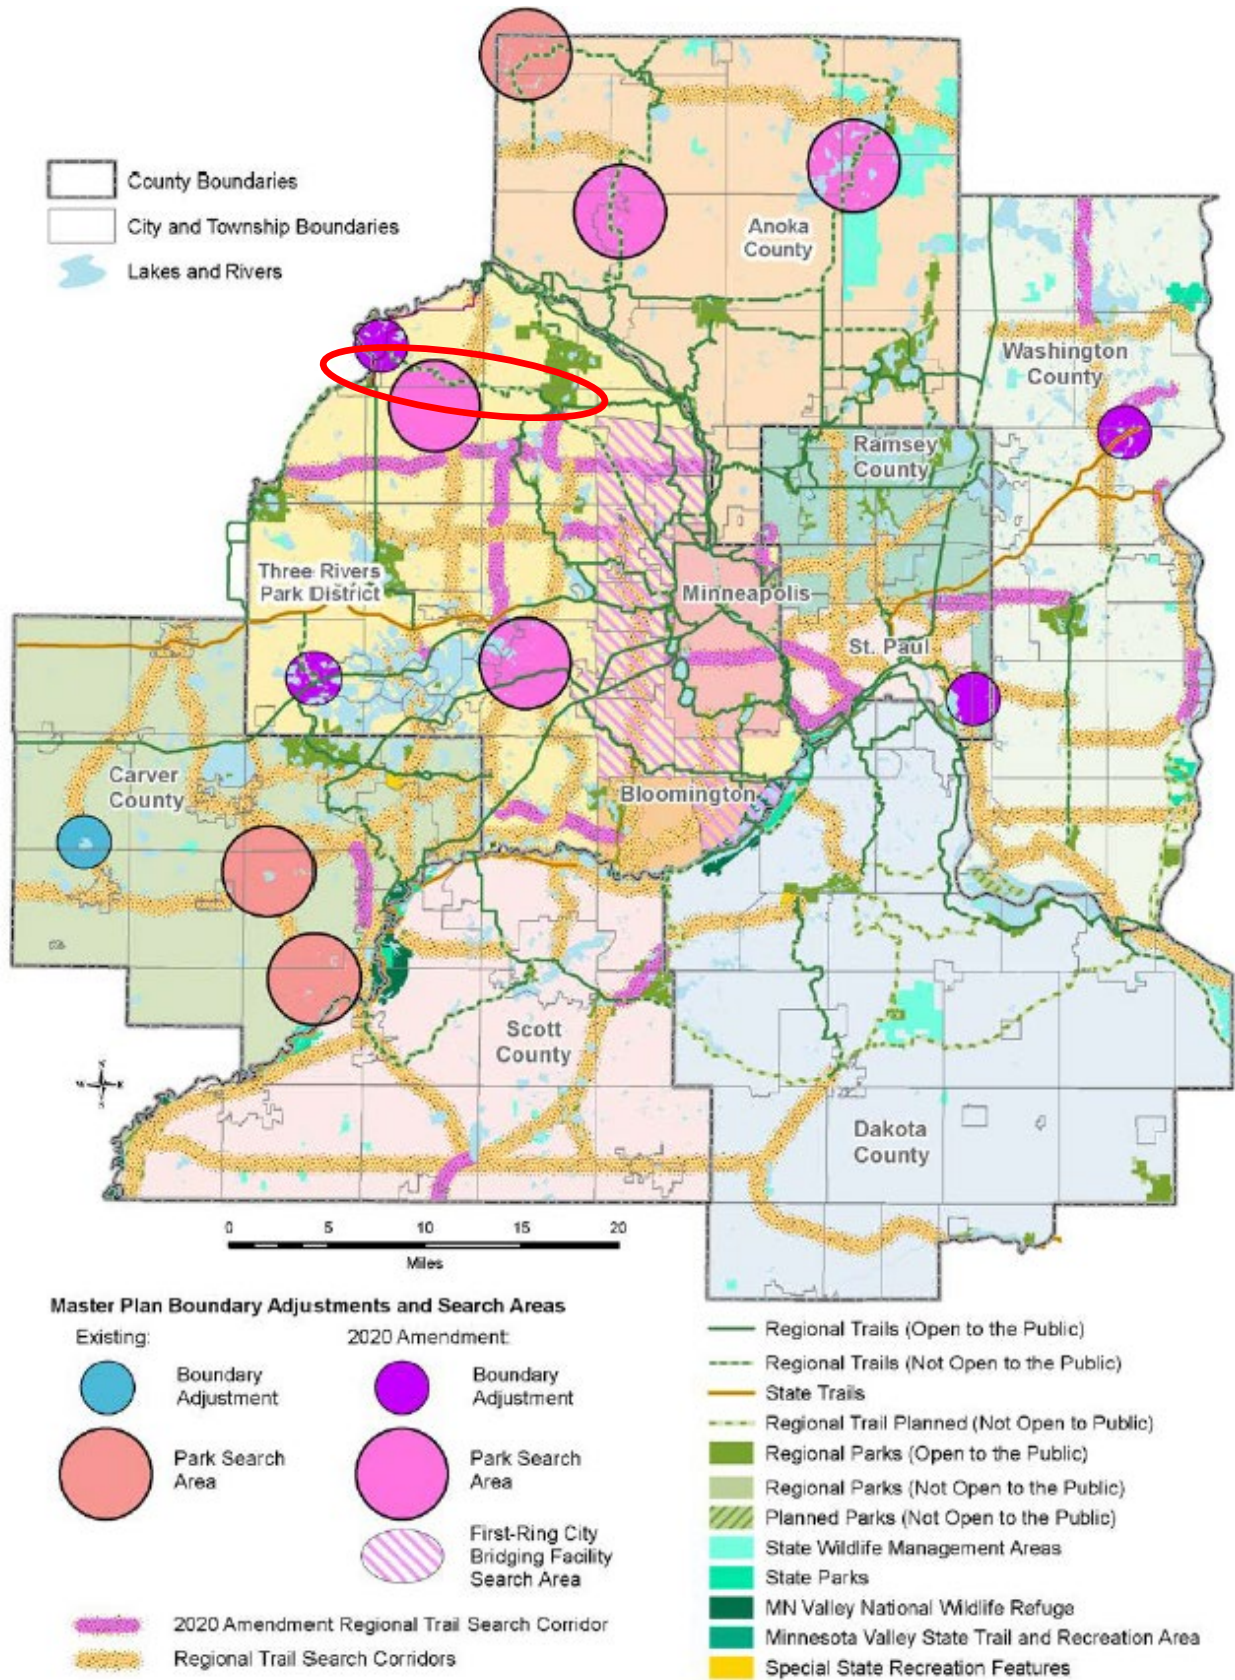 County Boundaries
City and Township Boundaries
Lakes and Rivers
Anoka
County
Washington
County
Ramsey
County
Three Rivers
Park District
Minneapolis
St. Paul
Carver
County
Bloomington
Scott
County
Dakota
County
0 5 10 15 20
Miles
Master Plan Boundary Adjustments and Search Areas
Existing:
Boundary
Adjustment
Park Search
Area
2020 Amendment:
Boundary
Adjustment
Park Search
Area
First-Ring City
Bridging Facility
Search Area
2020 Amendment Regional Trail Search Corridor
Regional Trail Search Corridors
Regional Trails (Open to the Public)
Regional Trails (Not Open to the Public)
State Trails
Regional Trail Planned (Not Open to Public)
Regional Parks (Open to the Public)
Regional Parks (Not Open to the Public)
Planned Parks (Not Open to the Public)
State Wildlife Management Areas
State Parks
MN Valley National Wildlife Refuge
Minnesota Valley State Trail and Recreation Area
Special State Recreation Features